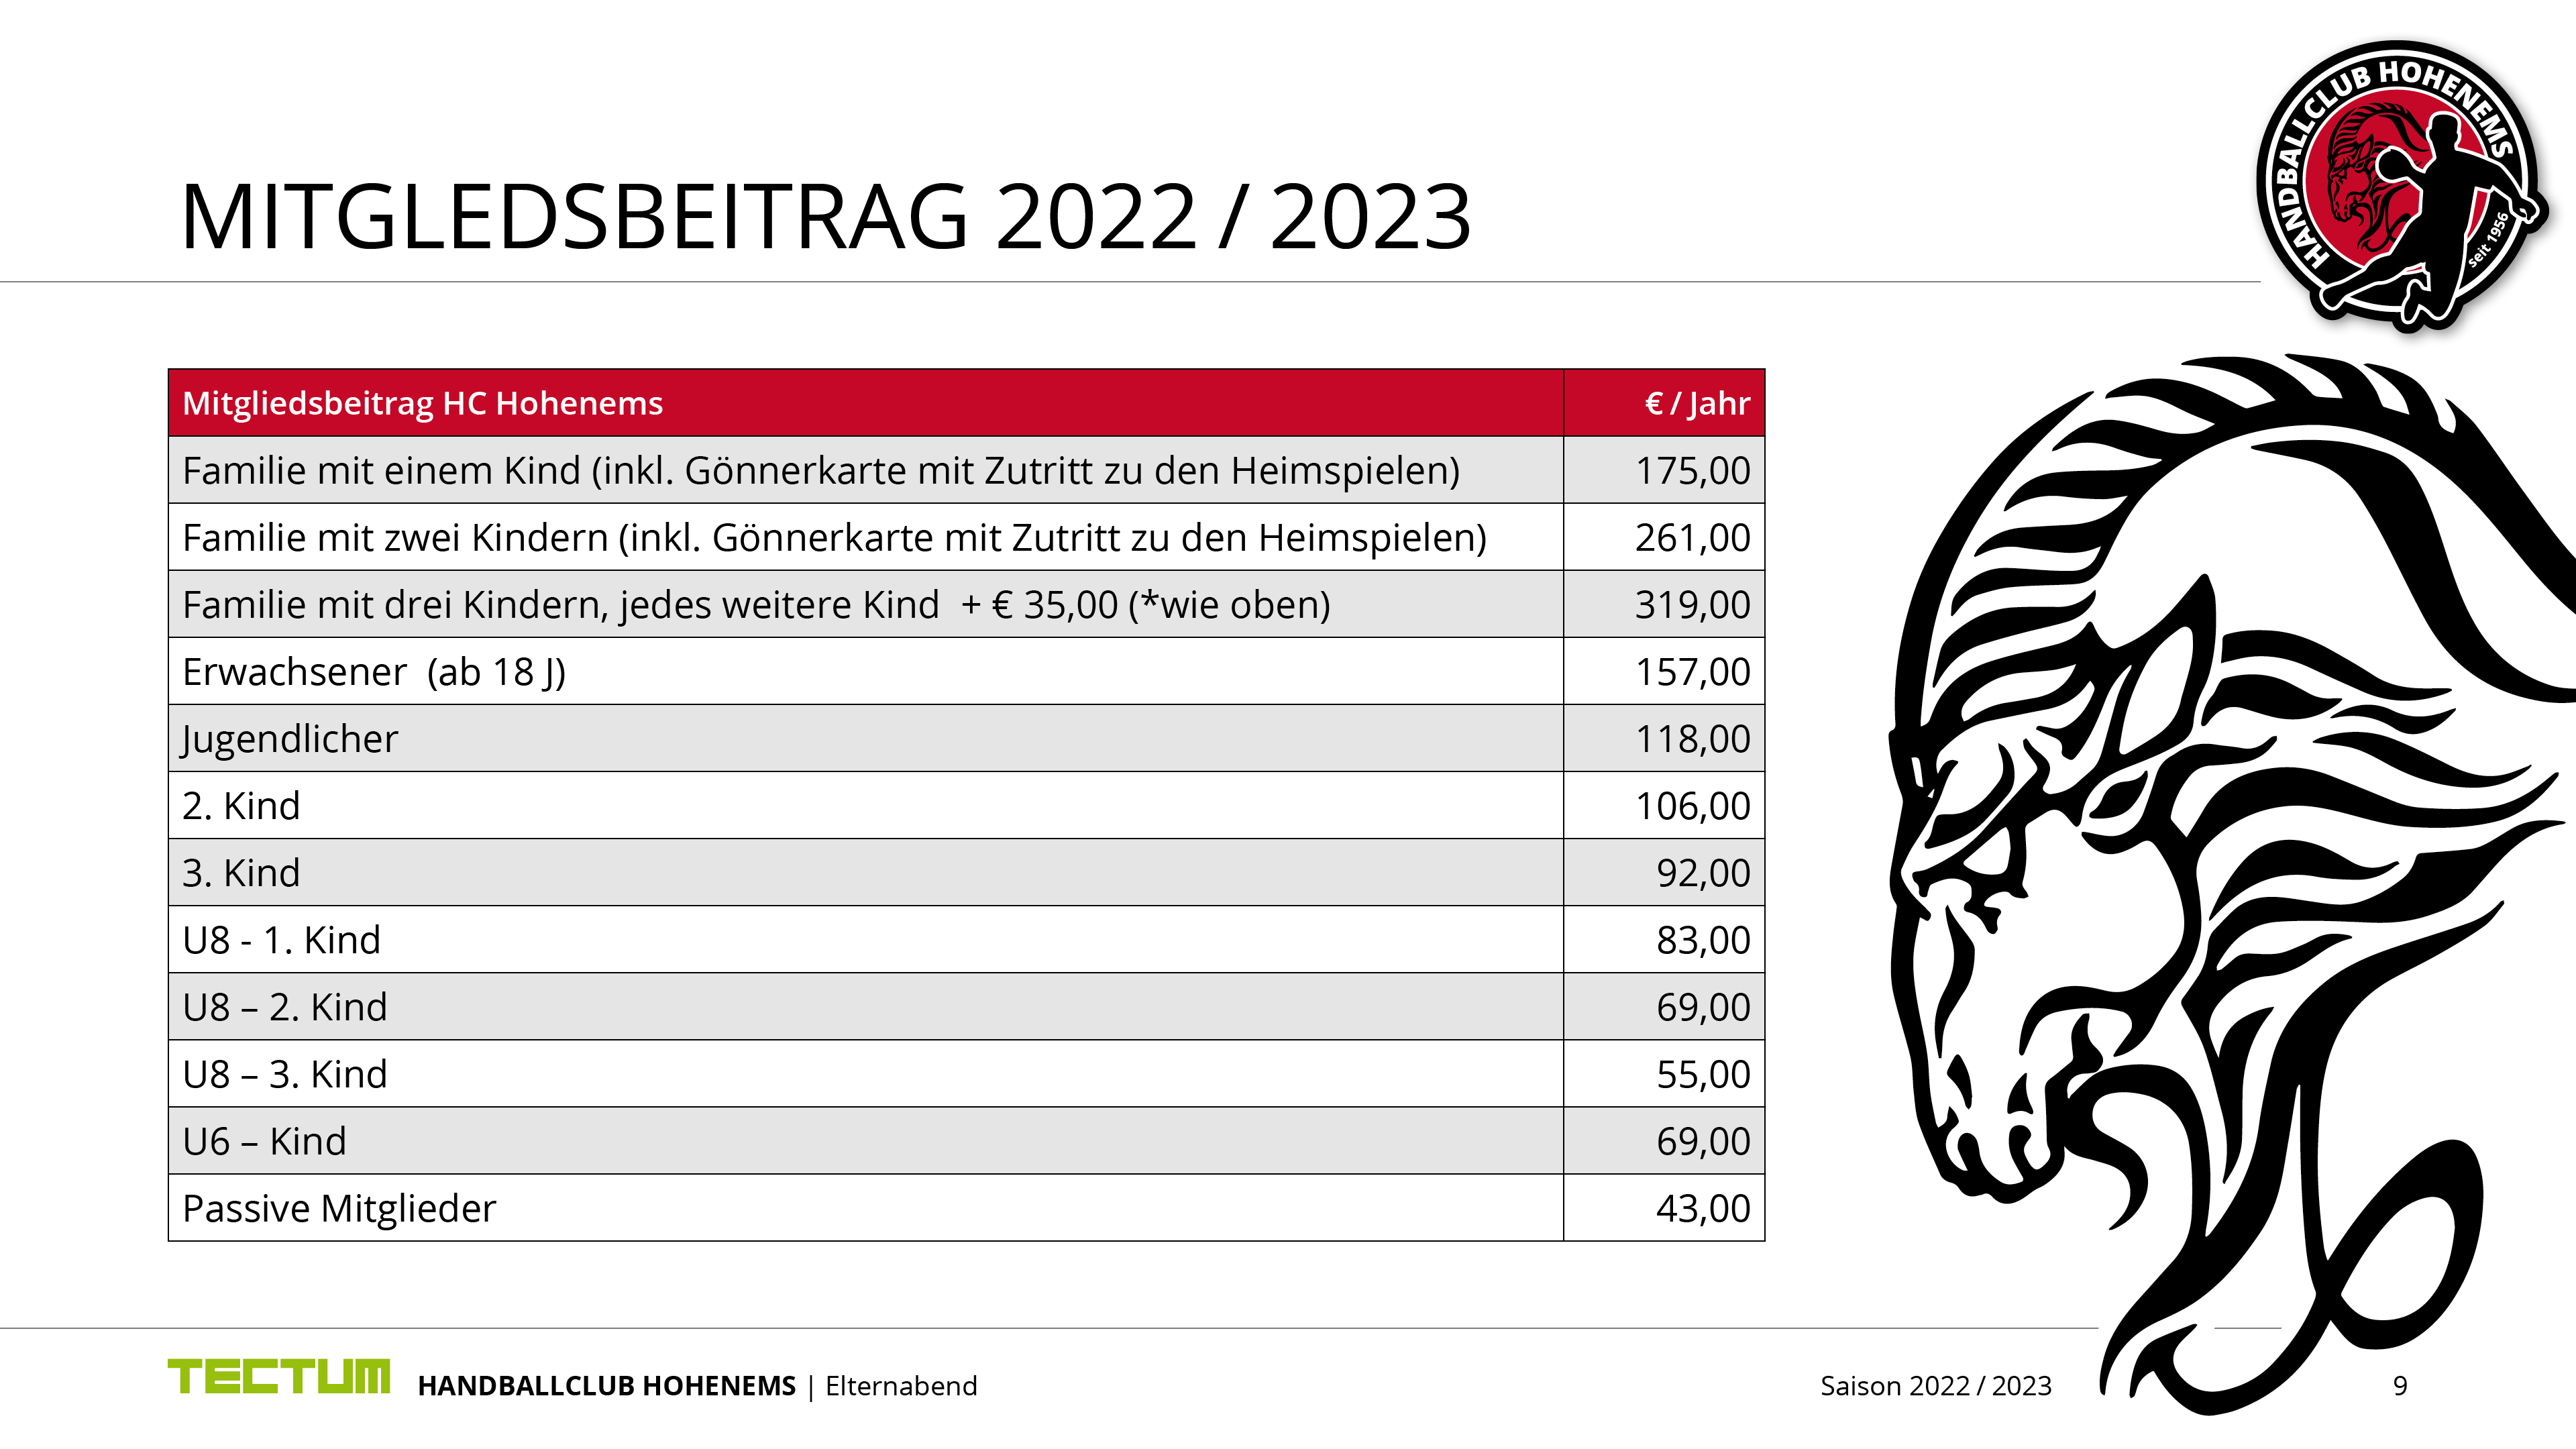 HANDBALLCLUB HOHENEMS
seit 1956
MITGLEDSBEITRAG 2022 / 2023
Mitgliedsbeitrag HC Hohenems € / Jahr
Familie mit einem Kind (inkl. Gönnerkarte mit Zutritt zu den Heimspielen) 175,00
Familie mit zwei Kindern (inkl. Gönnerkarte mit Zutritt zu den Heimspielen) 261,00
Familie mit drei Kindern, jedes weitere Kind  + € 35,00 (*wie oben) 319,00
Erwachsener  (ab 18 J) 157,00
Jugendlicher 118,00
2. Kind 106,00
3. Kind 92,00
U8 - 1. Kind 83,00
U8 – 2. Kind 69,00
U8 – 3. Kind 55,00
U6 – Kind 69,00
Passive Mitglieder 43,00
TECTUM HANDBALLCLUB HOHENEMS | Elternabend Saison 2022 / 2023 9